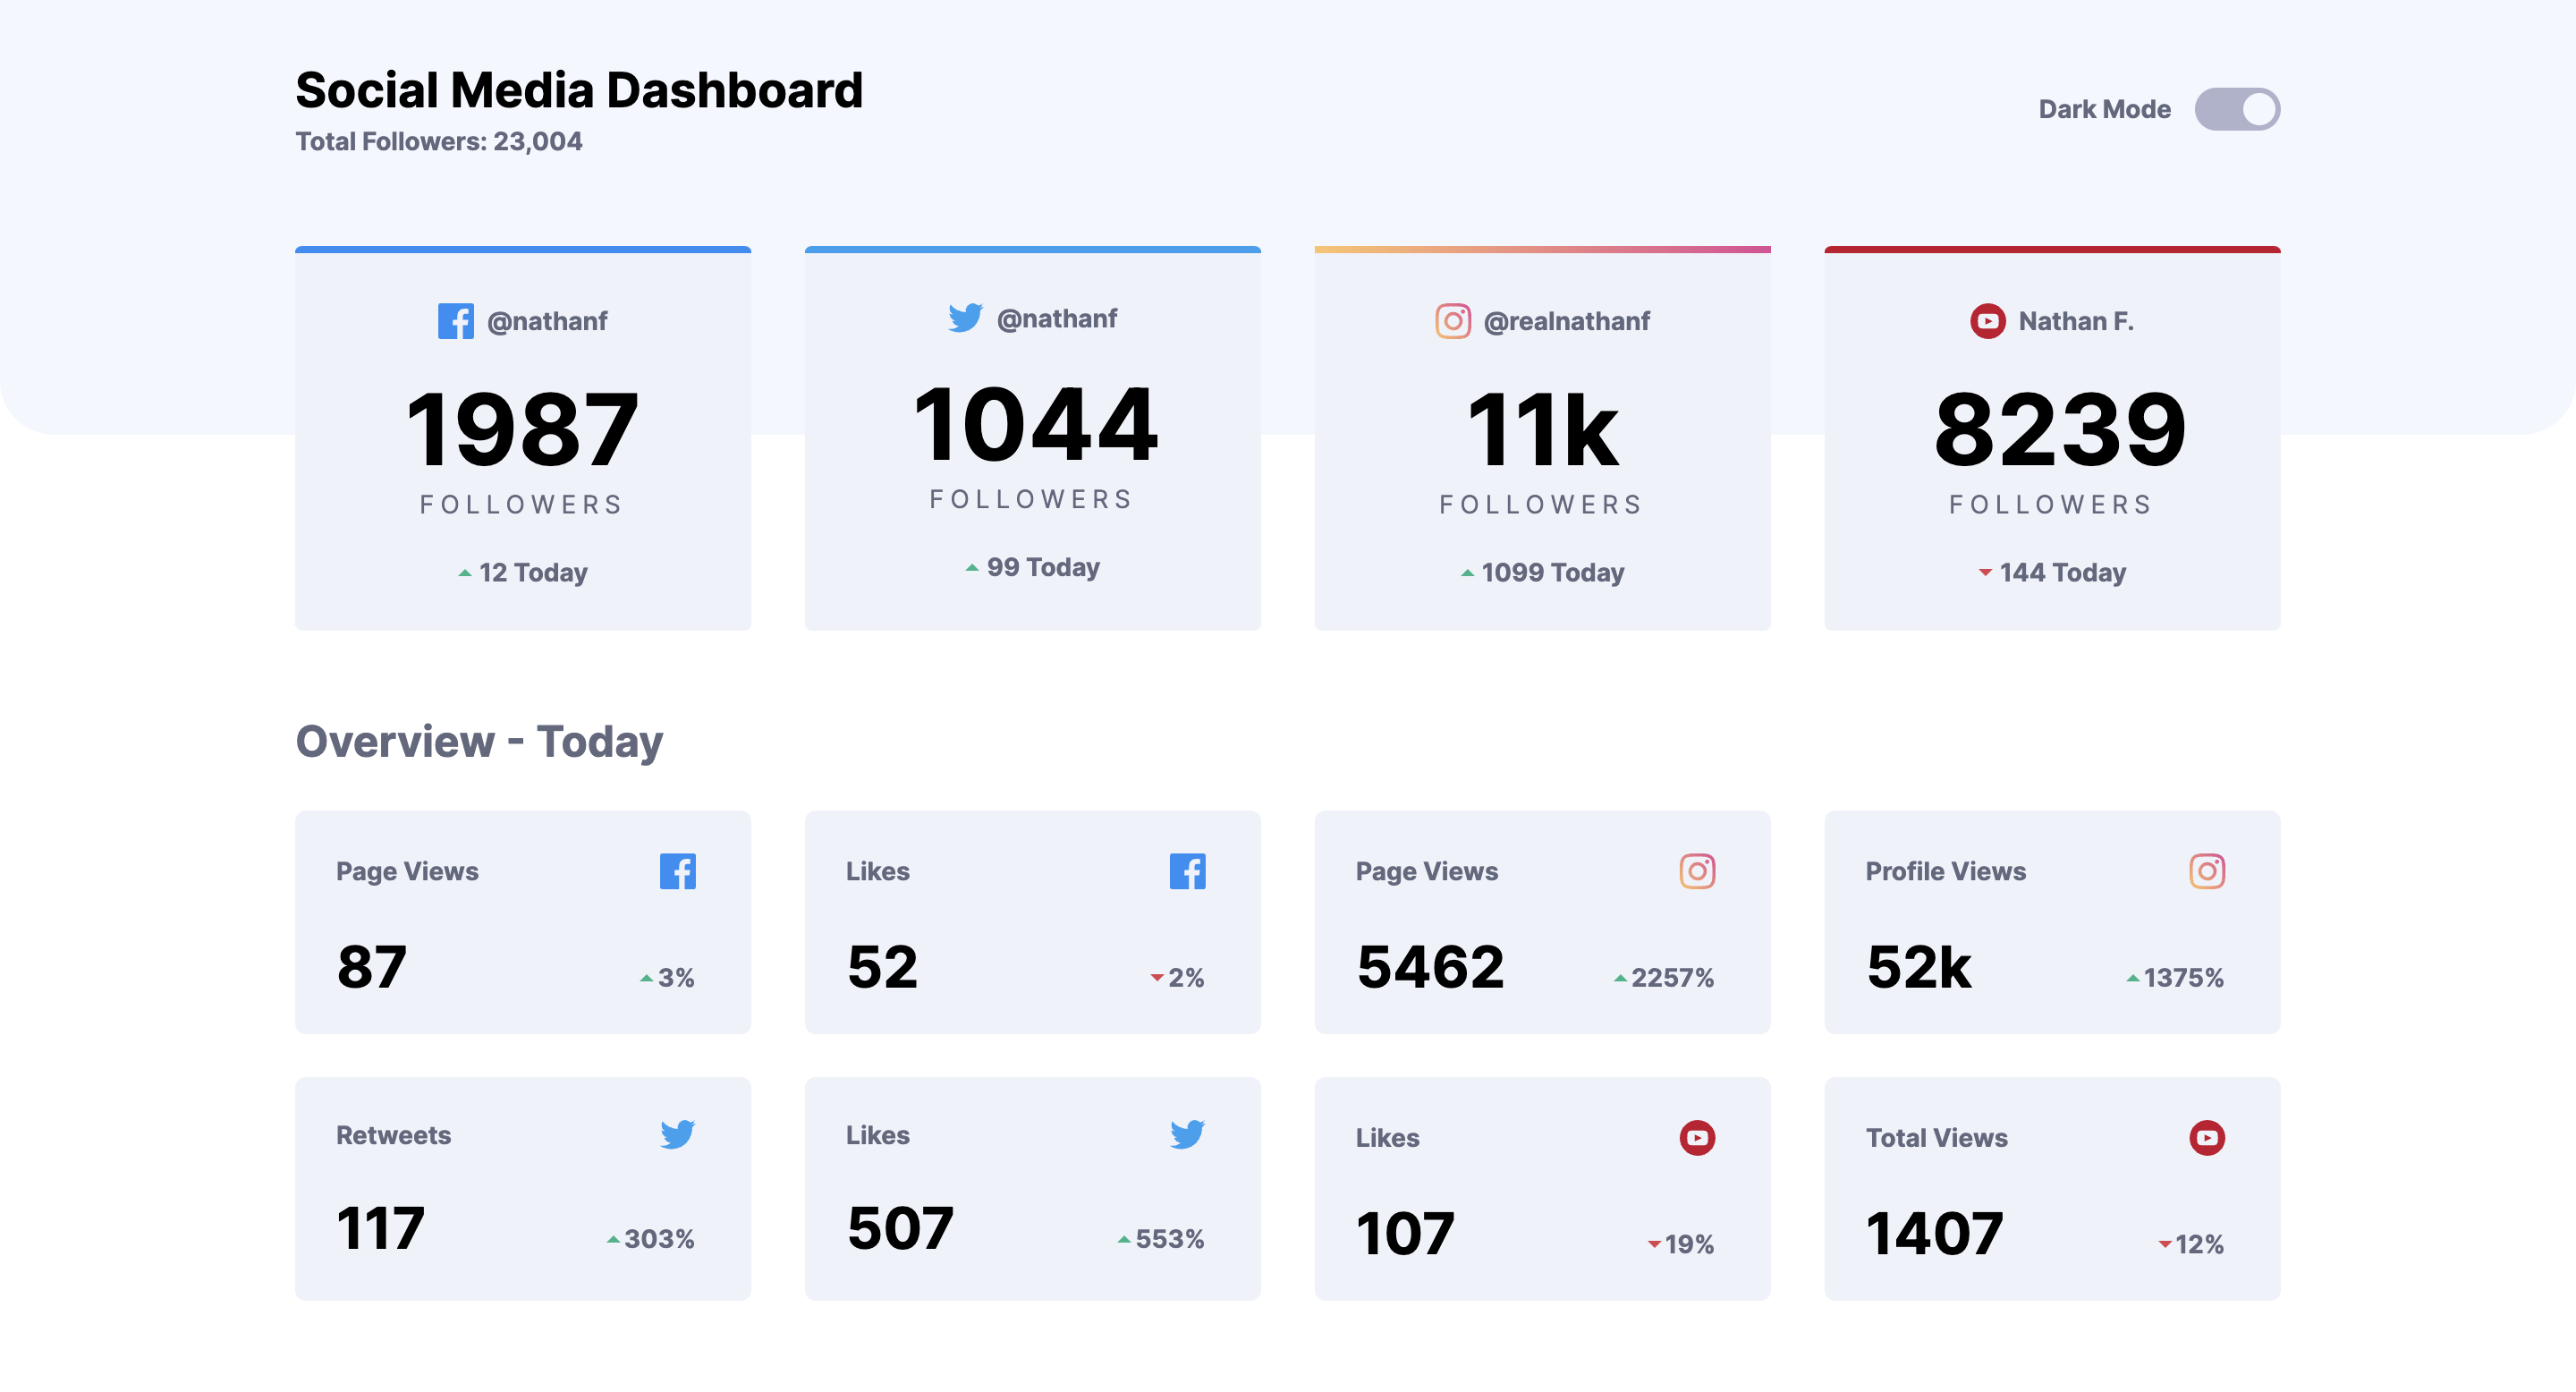 Social Media Dashboard
Total Followers: 23,004
Dark Mode
@nathanf
1987
FOLLOWERS
12 Today
@nathanf
1044
FOLLOWERS
99 Today
@realnathanf
11k
FOLLOWERS
1099 Today
Nathan F.
8239
FOLLOWERS
144 Today
Overview - Today
Page Views
87
3%
Likes
52
2%
Page Views
5462
2257%
Profile Views
52k
1375%
Retweets
117
303%
Likes
507
553%
Likes
107
19%
Total Views
1407
12%